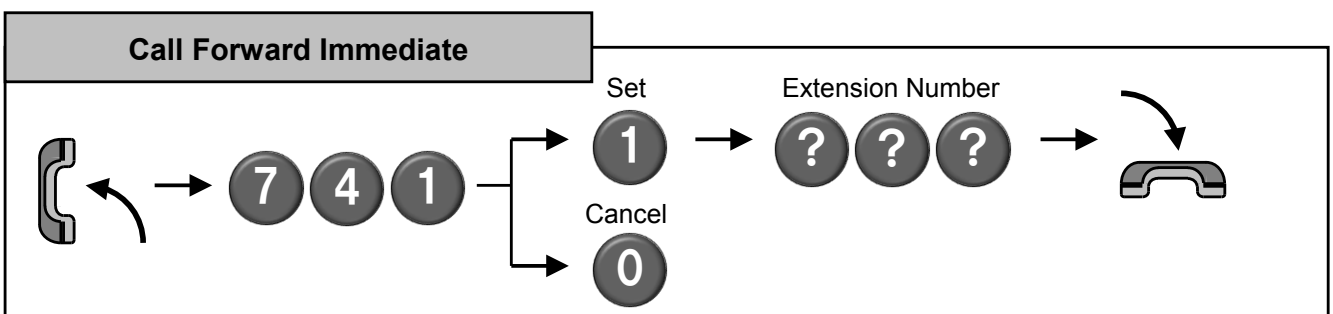 Call Forward Immediate
Set
Extension Number
7 4 1
1
? ? ?
Cancel
0